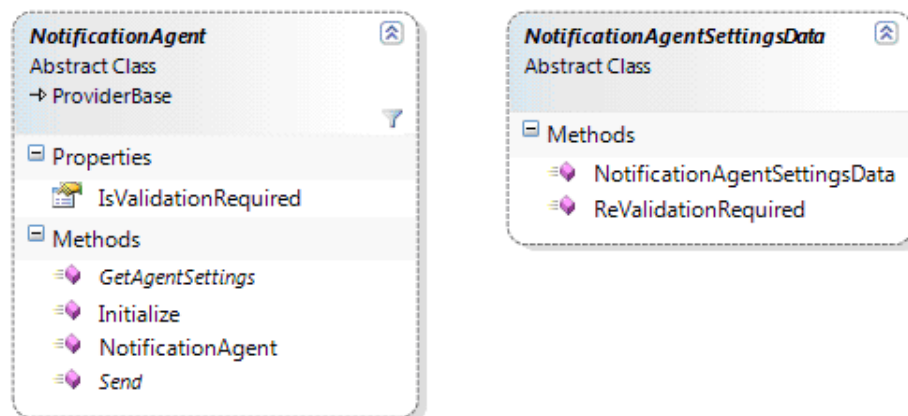 NotificationAgent
Abstract Class
ProviderBase
Properties
IsValidationRequired
Methods
GetAgentSettings
Initialize
NotificationAgent
Send
NotificationAgentSettingsData
Abstract Class
Methods
NotificationAgentSettingsData
ReValidationRequired